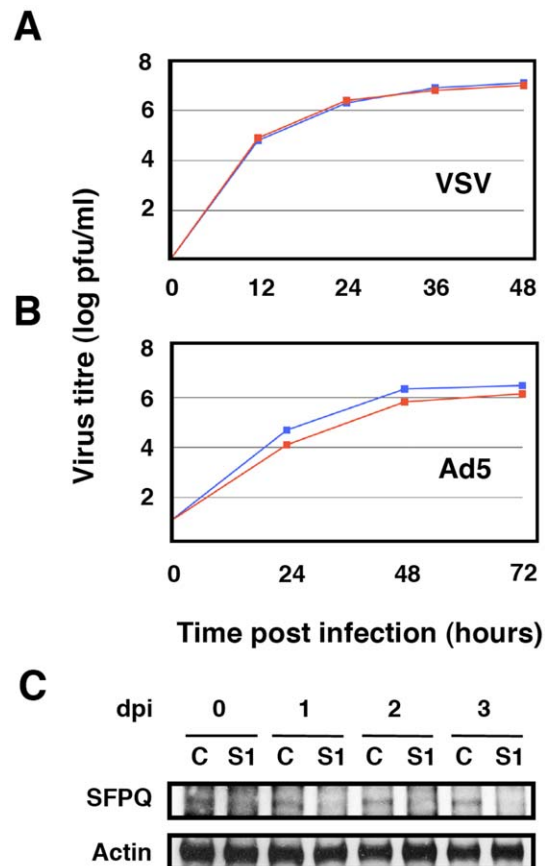 A
8
6
4
2
VSV
0 12 24 36 48
B
Virus titre (log pfu/ml)
8
6
4
2
Ad5
0 24 48 72
Time post infection (hours)
C
dpi 0 1 2 3
C S1 C S1 C S1 C S1
SFPQ
Actin